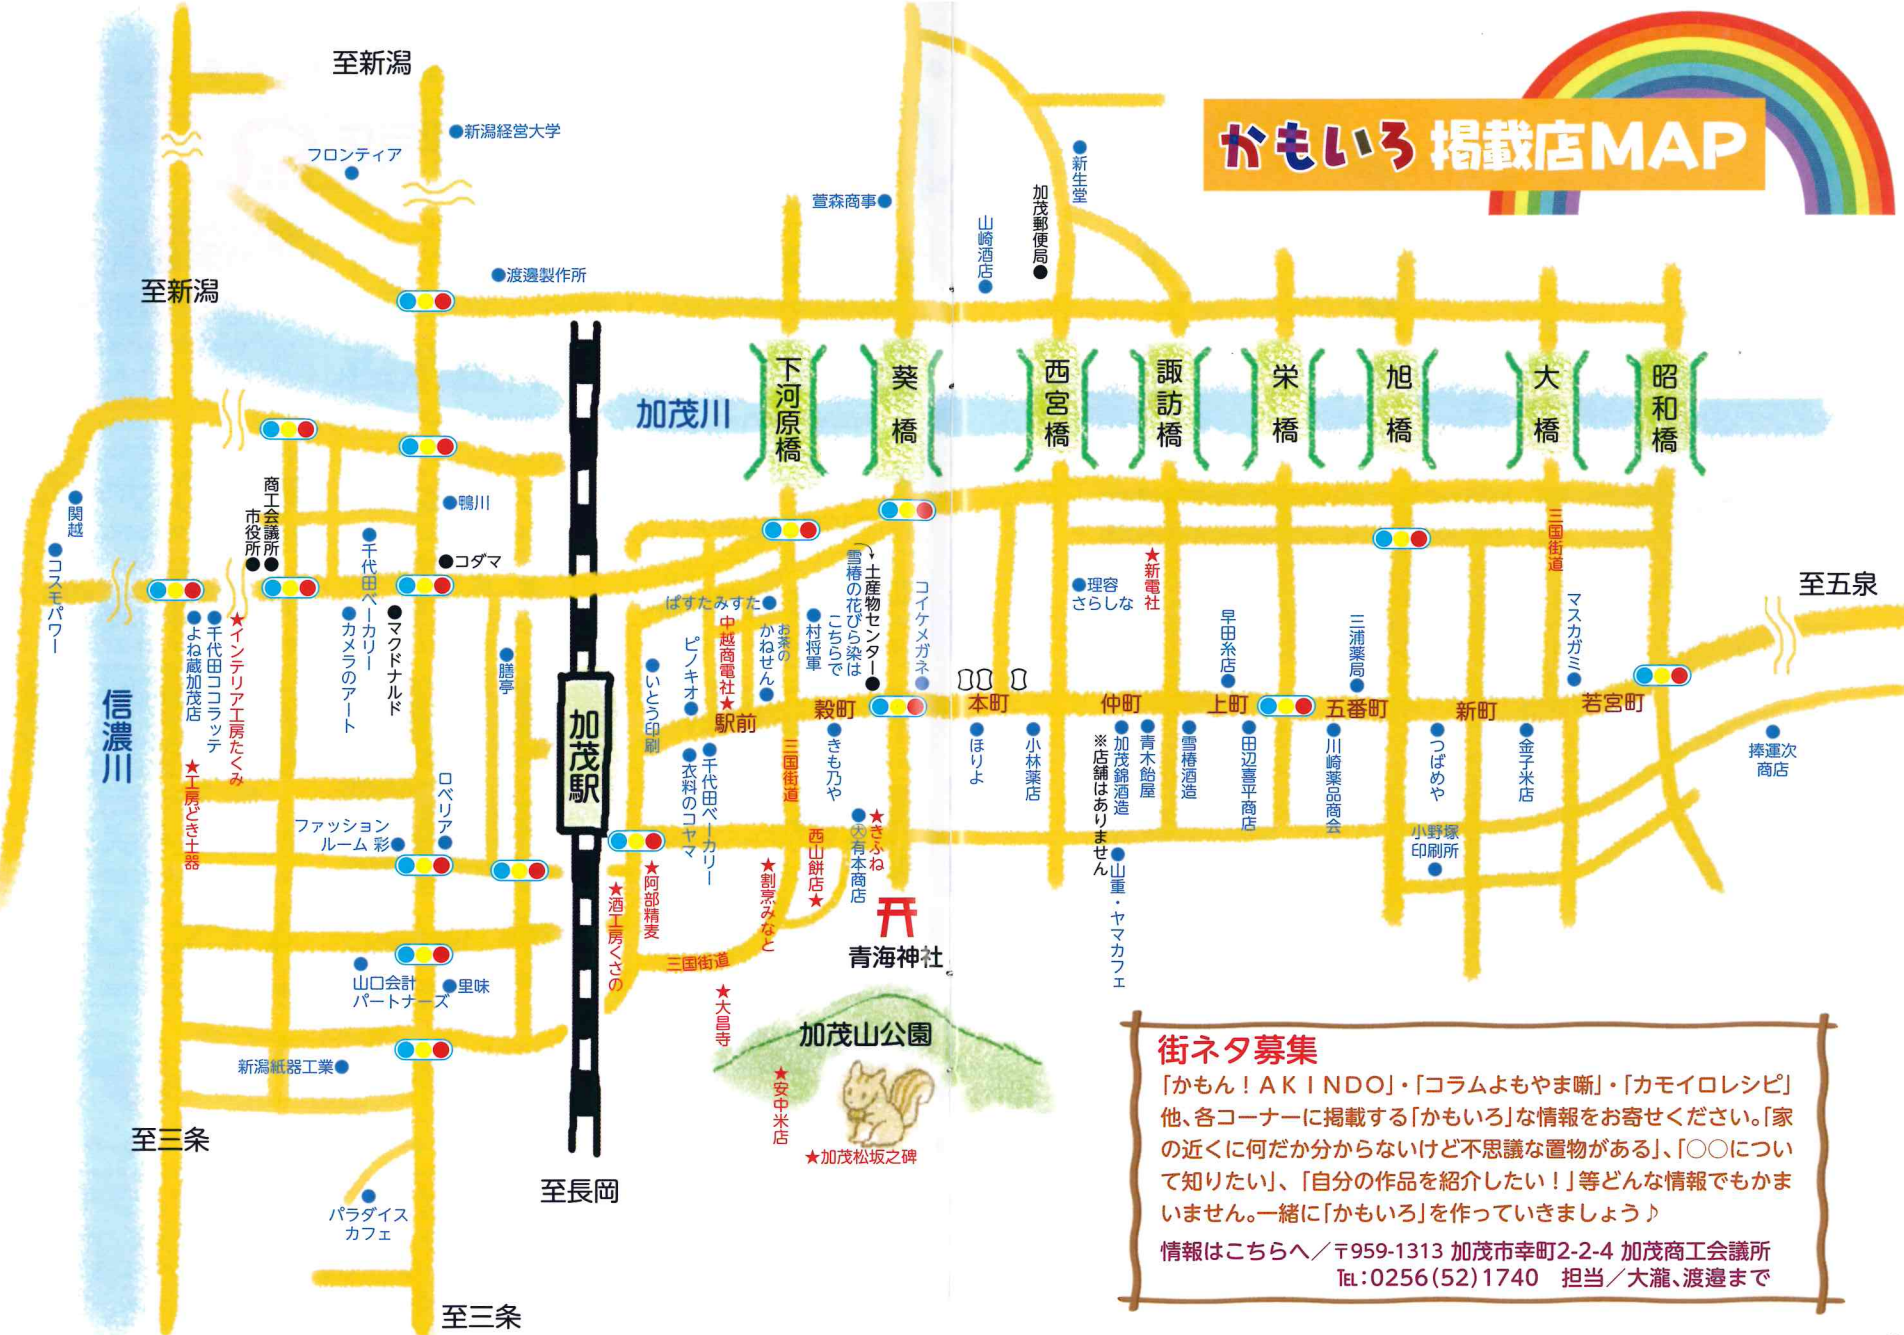 かもいろ 掲載店MAP
至新潟
新潟経営大学
フロンティア
渡邉製作所
至新潟
萱森商事
山崎酒店
加茂郵便局
新生堂
加茂川
下河原橋
葵橋
西宮橋
諏訪橋
栄橋
旭橋
大橋
昭和橋
関越
コスモパワー
市役所
商工会議所
鴨川
コダマ
千代田ベーカリー
カメラのアート
マクドナルド
よね蔵加茂店
千代田ココラッテ
★インテリア工房たくみ
★工房どき土器
信濃川
膳亭
ロベリア
ファッション
ルーム 彩
加茂駅
山口会計
パートナーズ
里味
新潟紙器工業
至三条
パラダイス
カフェ
至三条
至長岡
ぱすたみすた
ピノキオ
中越商電社★
お茶の
かねせん
村将軍
雪椿の花びら染は
こちらで
土産物センター
コイケメガネ
いとう印刷
★駅前
穀町
本町
仲町
上町
五番町
新町
若宮町
衣料のコヤマ
千代田ベーカリー
三国街道
きも乃や
★きふね
㊅有本商店
西山餅店★
★割烹みなと
★阿部精麦
★酒工房くさの
三国街道
★大昌寺
青海神社
加茂山公園
★安中米店
★加茂松坂之碑
理容
さらしな
★新電社
早田糸店
三浦薬局
三国街道
マスカガミ
至五泉
ほりよ
小林薬店
加茂錦酒造
※店舗はありません
青木飴屋
雪椿酒造
田辺喜平商店
川崎薬品商会
つばめや
金子米店
捧運次
商店
小野塚
印刷所
山重・ヤマカフェ
街ネタ募集
「かもん！AKINDO」・「コラムよもやま噺」・「カモイロレシピ」
他、各コーナーに掲載する「かもいろ」な情報をお寄せください。「家
の近くに何だか分からないけど不思議な置物がある」、「○○につい
て知りたい」、「自分の作品を紹介したい！」等どんな情報でもかま
いません。一緒に「かもいろ」を作っていきましょう♪
情報はこちらへ／〒959-1313 加茂市幸町2-2-4 加茂商工会議所
℡：0256(52)1740　担当／大瀧、渡邉まで